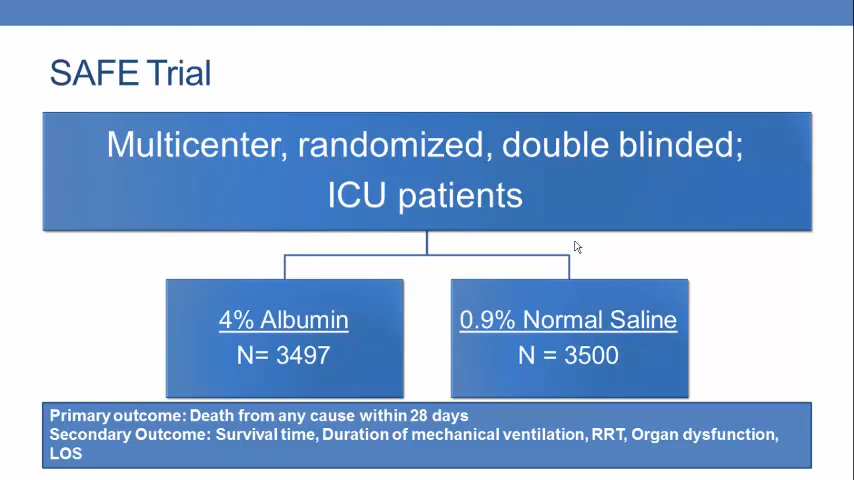 SAFE Trial
Multicenter, randomized, double blinded;
ICU patients
4% Albumin
N= 3497
0.9% Normal Saline
N = 3500
Primary outcome: Death from any cause within 28 days
Secondary Outcome: Survival time, Duration of mechanical ventilation, RRT, Organ dysfunction,
LOS